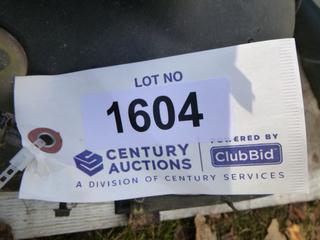 LOT NO
1604
CENTURY
AUCTIONS
POWERED BY
ClubBid
A DIVISION OF CENTURY SERVICES